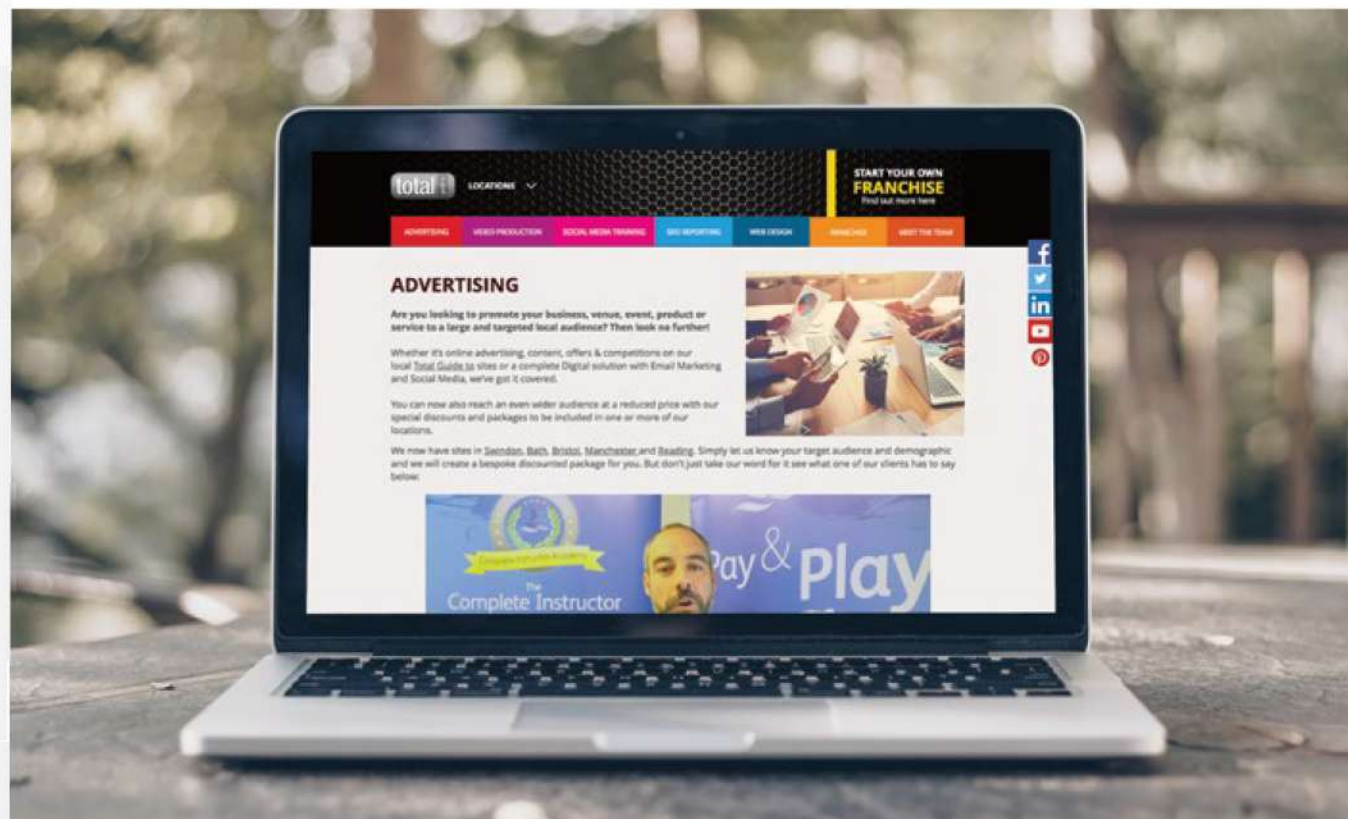 total i
LOCATIONS
START YOUR OWN
FRANCHISE
Find out more here
ADVERTISING
VIDEO PRODUCTION
SOCIAL MEDIA TRAINING
SEO REPORTING
WEB DESIGN
FRANCHISE
MEET THE TEAM
ADVERTISING
Are you looking to promote your business, venue, event, product or
service to a large and targeted local audience? Then look no further!
Whether it's online advertising, content, offers & competitions on our
local Total Guide to sites or a complete Digital solution with Email Marketing
and Social Media, we've got it covered.
You can now also reach an even wider audience at a reduced price with our
special discounts and packages to be included in one or more of our
locations.
We now have sites in Swindon, Bath, Bristol, Manchester and Reading. Simply let us know your target audience and demographic
and we will create a bespoke discounted package for you. But don't just take our word for it see what one of our clients has to say
below:
f
in
Complete Instructor Academy
The
Complete Instructor
Pay & Play